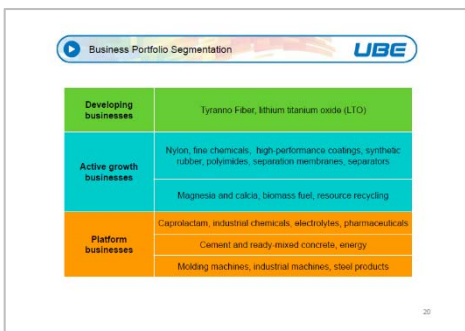 Business Portfolio Segmentation
UBE
Developing
businesses
Tyranno Fiber, lithium titanium oxide (LTO)
Active growth
businesses
Nylon, fine chemicals, high-performance coatings, synthetic
rubber, polyimides, separation membranes, separators
Magnesia and calcia, biomass fuel, resource recycling
Platform
businesses
Caprolactam, industrial chemicals, electrolytes, pharmaceuticals
Cement and ready-mixed concrete, energy
Molding machines, industrial machines, steel products
20